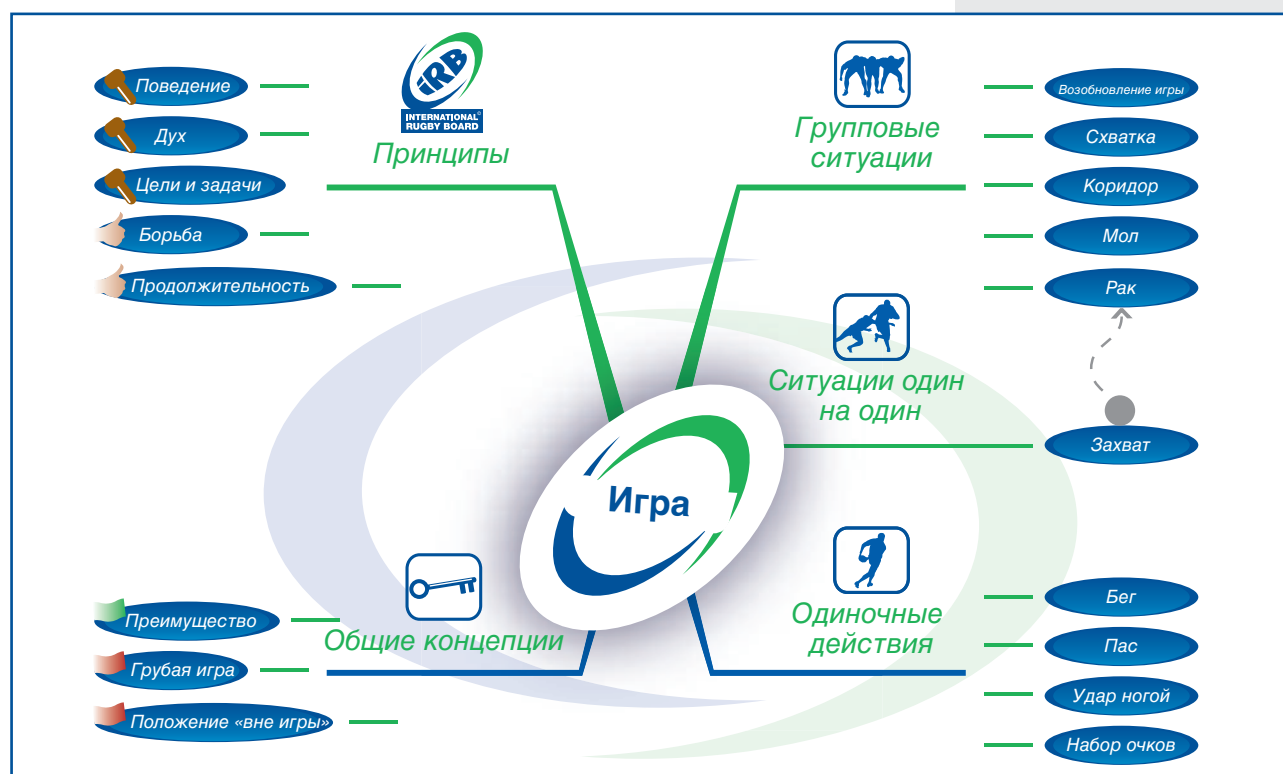 Поведение
Дух
Цели и задачи
Борьба
Продолжительность
IRB
INTERNATIONAL
RUGBY BOARD
Принципы
Групповые
ситуации
Возобновление игры
Схватка
Коридор
Мол
Рак
Ситуации один
на один
Захват
Игра
Преимущество
Грубая игра
Положение «вне игры»
Общие концепции
Одиночные
действия
Бег
Пас
Удар ногой
Набор очков